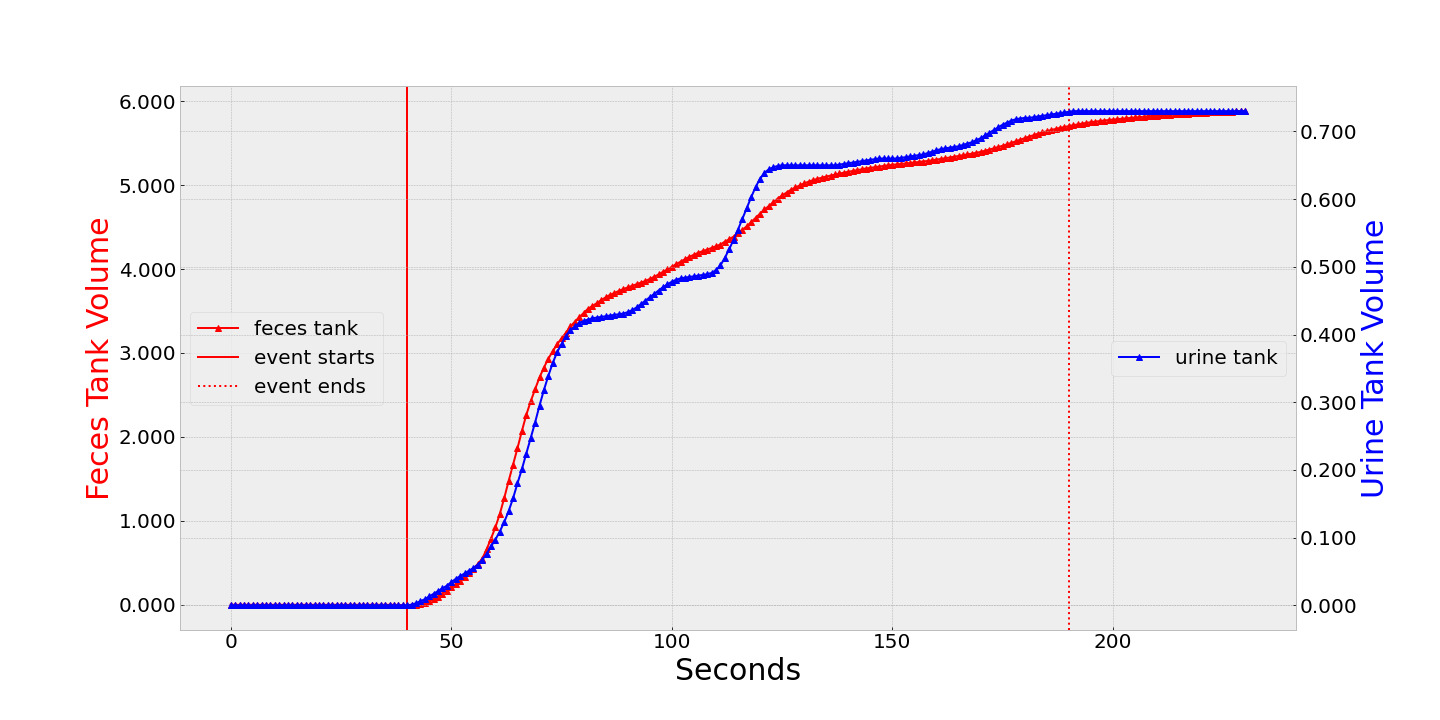 6.000
5.000
4.000
3.000
2.000
1.000
0.000
Feces Tank Volume
feces tank
event starts
event ends
urine tank
0.700
0.600
0.500
0.400
0.300
0.200
0.100
0.000
Urine Tank Volume
0 50 100 150 200
Seconds